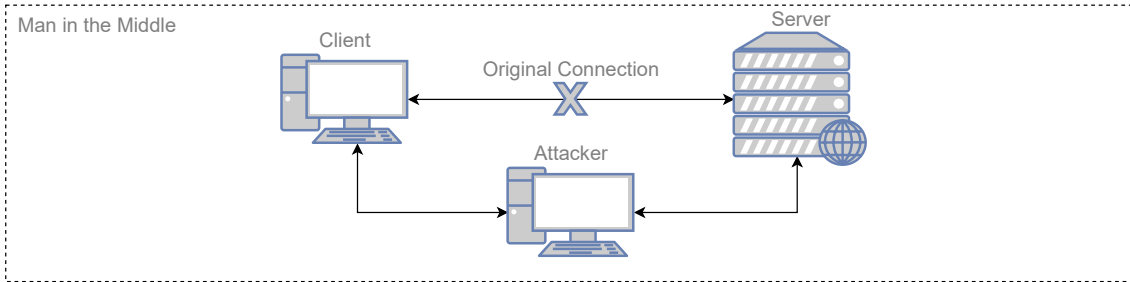 Man in the Middle
Client
Server
Original Connection
Attacker